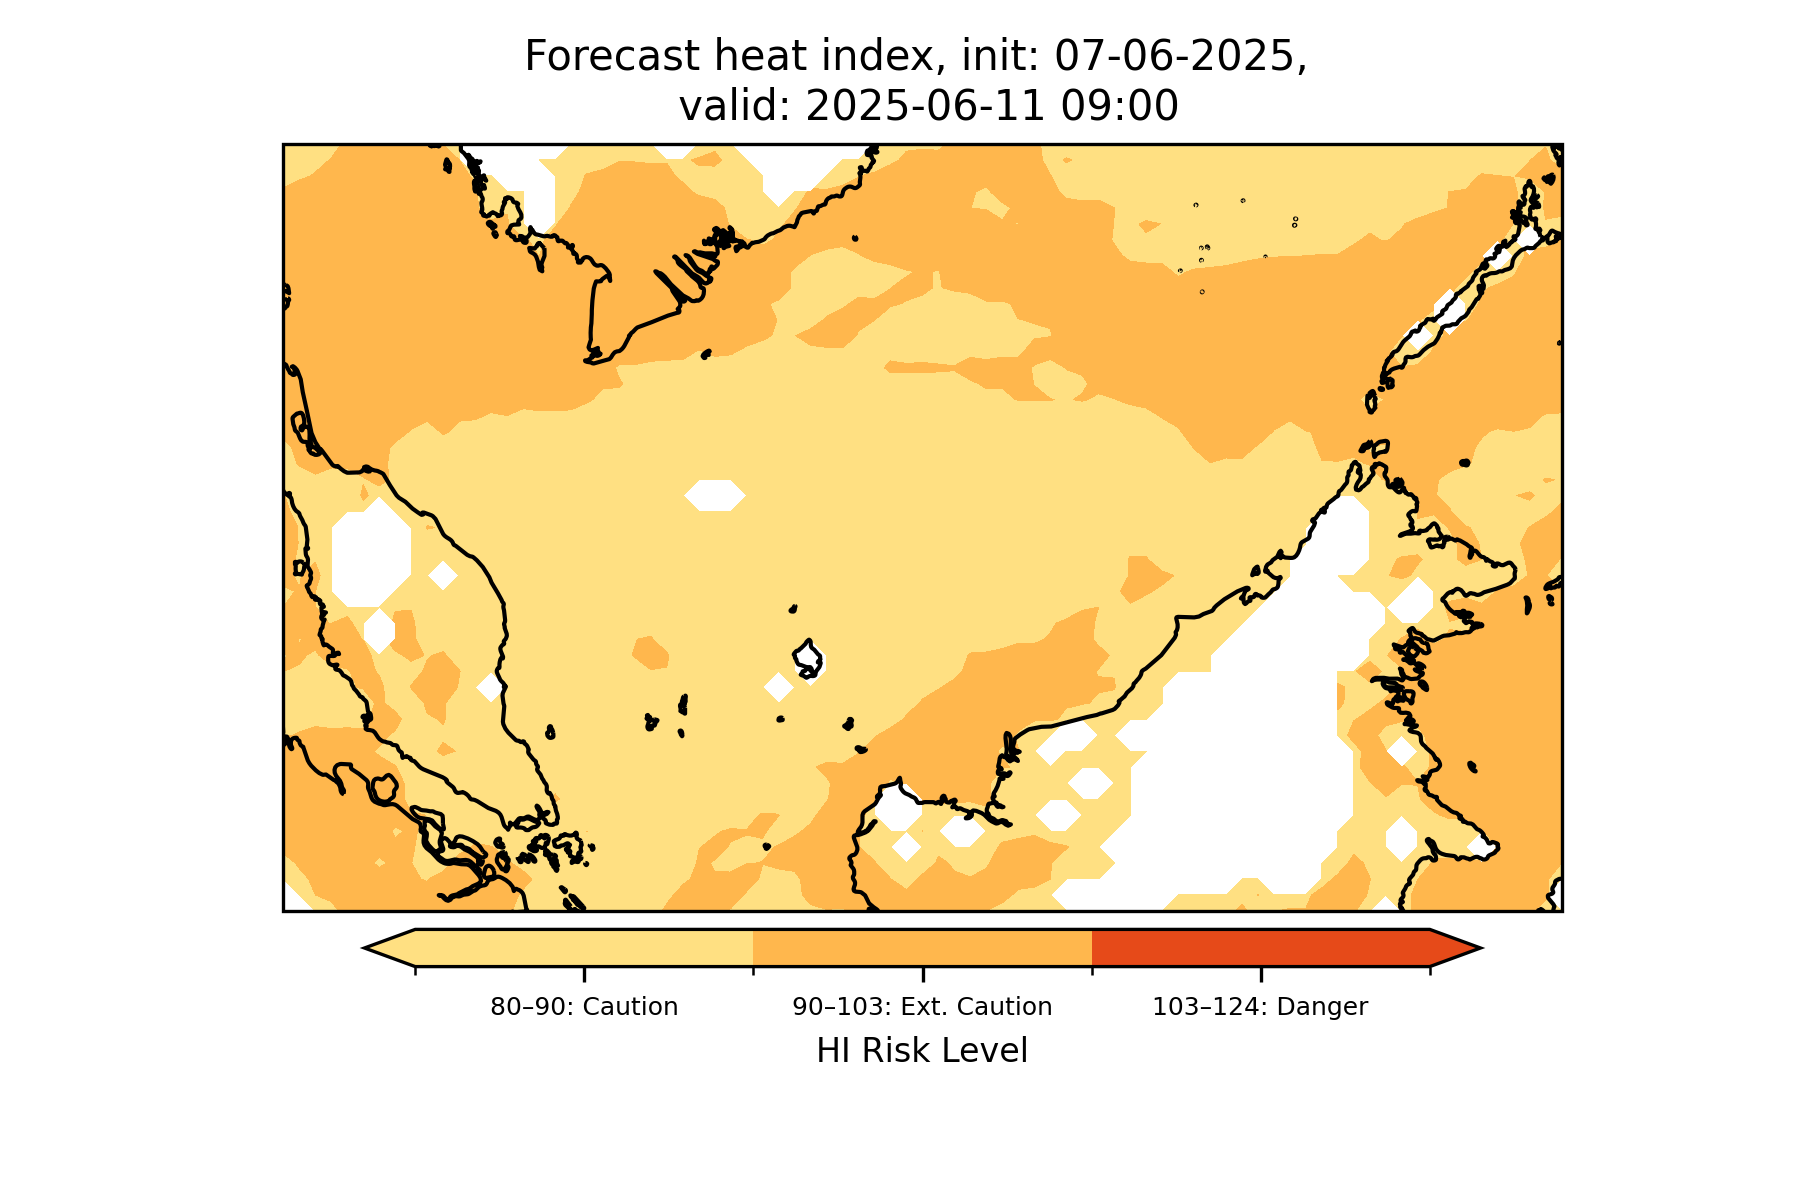 Forecast heat index, init: 07-06-2025,
valid: 2025-06-11 09:00
80–90: Caution
90–103: Ext. Caution
103–124: Danger
HI Risk Level